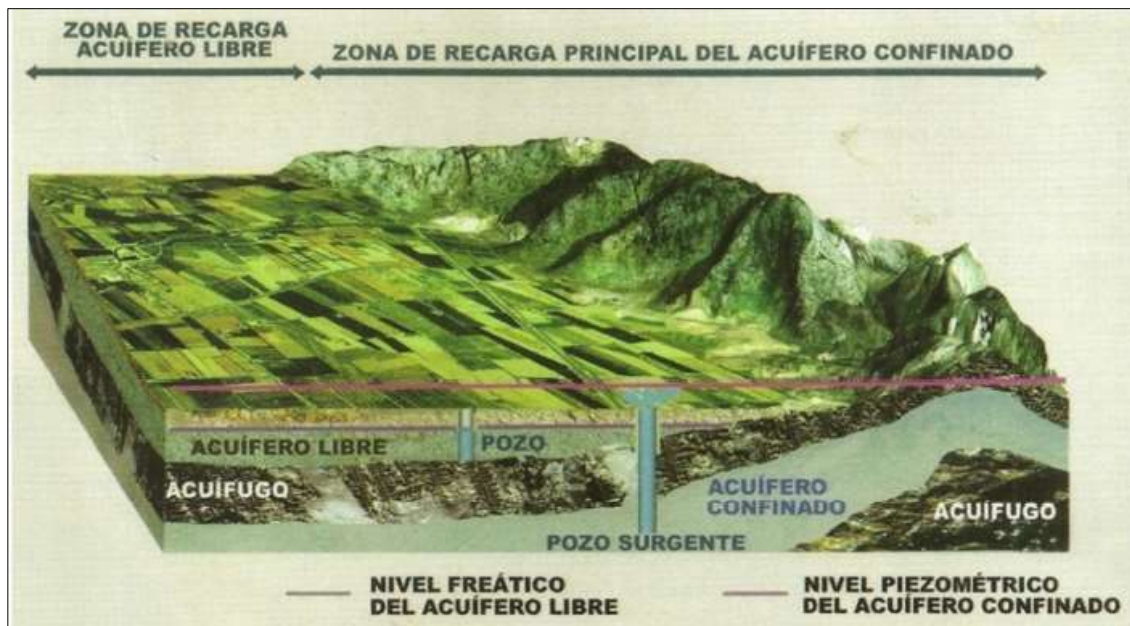 ZONA DE RECARGA
ACUÍFERO LIBRE
ZONA DE RECARGA PRINCIPAL DEL ACUÍFERO CONFINADO
ACUÍFERO LIBRE
POZO
ACUÍFUGO
ACUÍFERO
CONFINADO
ACUÍFUGO
POZO SURGENTE
NIVEL FREÁTICO
DEL ACUÍFERO LIBRE
NIVEL PIEZOMÉTRICO
DEL ACUÍFERO CONFINADO